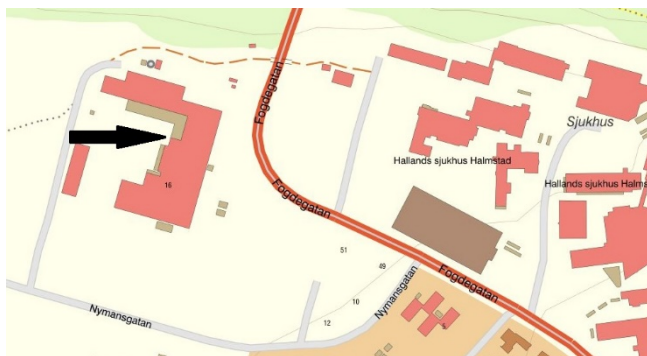 Fogdegatan
Sjukhus
Hallands sjukhus Halmstad
Hallands sjukhus Halms
16
Fogdegatan
51
49
Fogdegatan
Nymansgatan
10
12
Nymansgatan
5